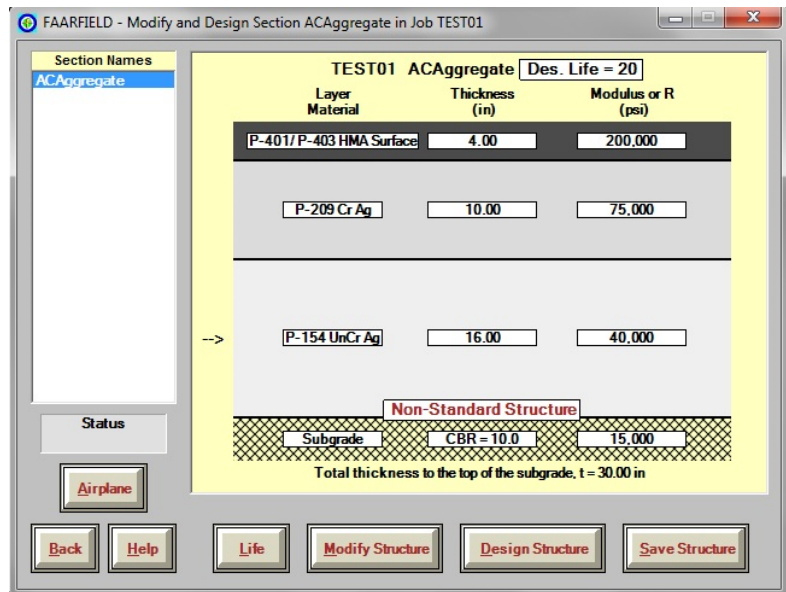 FAARFIELD - Modify and Design Section ACAggregate in Job TEST01
Section Names
ACAggregate
TEST01 ACAggregate Des. Life = 20
Layer Material Thickness (in) Modulus or R (psi)
P-401/ P-403 HMA Surface 4.00 200,000
P-209 Cr Ag 10.00 75,000
--> P-154 UnCr Ag 16.00 40,000
Non-Standard Structure
Subgrade CBR = 10.0 15,000
Total thickness to the top of the subgrade, t = 30.00 in
Status
Airplane
Back Help Life Modify Structure Design Structure Save Structure